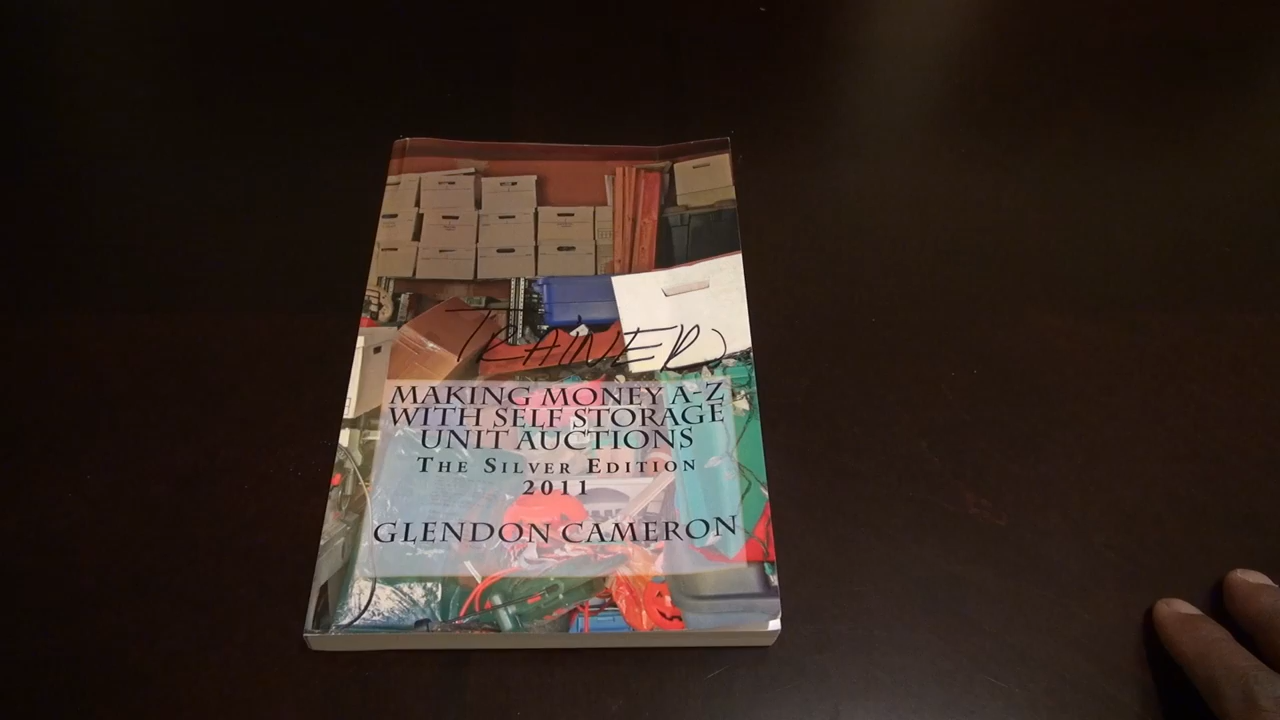 TRAINER
MAKING MONEY A-Z
WITH SELF STORAGE
UNIT AUCTIONS
THE SILVER EDITION
2011
GLENDON CAMERON